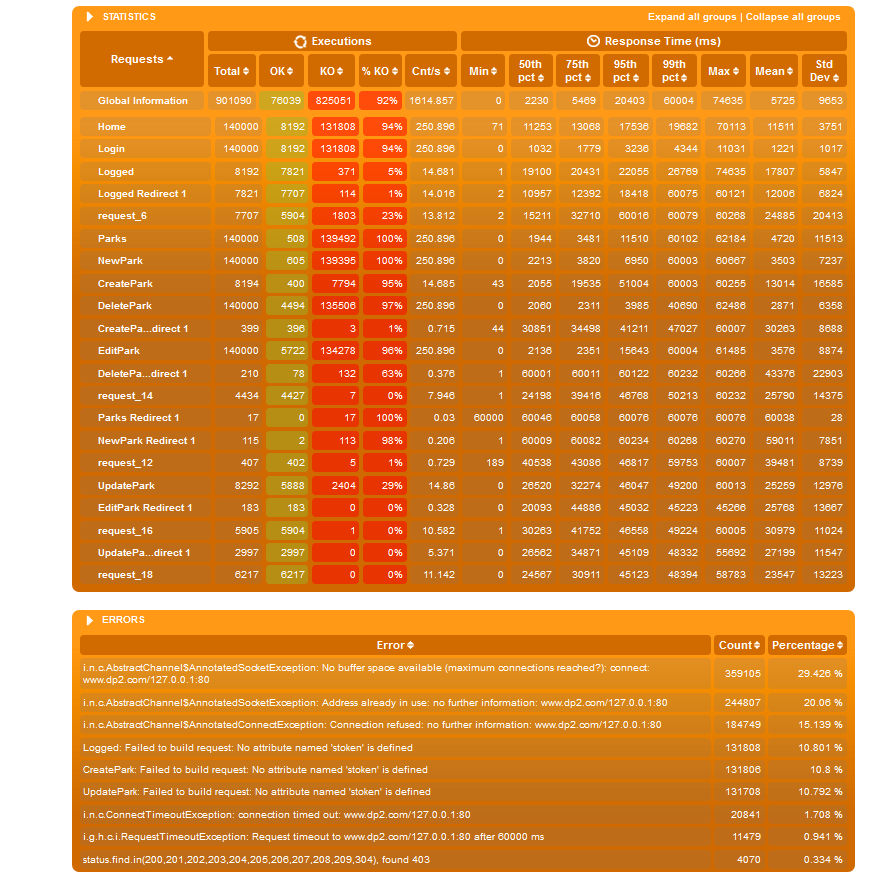 STATISTICS
Expand all groups | Collapse all groups
Requests
Executions
Response Time (ms)
Total OK KO % KO Cnt/s Min 50th pct 75th pct 95th pct 99th pct Max Mean Std Dev
Global Information 901090 76039 825051 92% 1614.857 0 2230 5469 20403 60004 74635 5725 9653
Home 140000 8192 131808 94% 250.896 71 11253 13068 17536 19682 70113 11511 3751
Login 140000 8192 131808 94% 250.896 0 1032 1779 3236 4344 11031 1221 1017
Logged 8192 7821 371 5% 14.681 1 19100 20431 22055 26769 74635 17807 5847
Logged Redirect 1 7821 7707 114 1% 14.016 2 10957 12392 18418 60075 60121 12006 6824
request_6 7707 5904 1803 23% 13.812 2 15211 32710 60016 60079 60268 24885 20413
Parks 140000 508 139492 100% 250.896 0 1944 3481 11510 60102 62184 4720 11513
NewPark 140000 605 139395 100% 250.896 0 2213 3820 6950 60003 60667 3503 7237
CreatePark 8194 400 7794 95% 14.685 43 2055 19535 51004 60003 60255 13014 16585
DeletePark 140000 4494 135506 97% 250.896 0 2060 2311 3985 40690 62486 2871 6358
CreatePa...direct 1 399 396 3 1% 0.715 44 30851 34498 41211 47027 60007 30263 8688
EditPark 140000 5722 134278 96% 250.896 0 2136 2351 15643 60004 61485 3576 8874
DeletePa...direct 1 210 78 132 63% 0.376 1 60001 60011 60122 60232 60266 43376 22903
request_14 4434 4427 7 0% 7.946 1 24198 39416 46768 50213 60232 25790 14375
Parks Redirect 1 17 0 17 100% 0.03 60000 60046 60058 60076 60076 60076 60038 28
NewPark Redirect 1 115 2 113 98% 0.206 1 60009 60082 60234 60268 60270 59011 7851
request_12 407 402 5 1% 0.729 189 40538 43086 46817 59753 60007 39481 8739
UpdatePark 8292 5888 2404 29% 14.86 0 26520 32274 46047 49200 60013 25259 12976
EditPark Redirect 1 183 183 0 0% 0.328 0 20093 44886 45032 45223 45266 25768 13667
request_16 5905 5904 1 0% 10.582 1 30263 41752 46558 49224 60005 30979 11024
UpdatePa...direct 1 2997 2997 0 0% 5.371 0 26562 34871 45109 48332 55692 27199 11547
request_18 6217 6217 0 0% 11.142 0 24567 30911 45123 48394 58783 23547 13223
ERRORS
Error Count Percentage
i.n.c.AbstractChannel$AnnotatedSocketException: No buffer space available (maximum connections reached?): connect:
www.dp2.com/127.0.0.1:80 359105 29.426 %
i.n.c.AbstractChannel$AnnotatedSocketException: Address already in use: no further information: www.dp2.com/127.0.0.1:80 244807 20.06 %
i.n.c.AbstractChannel$AnnotatedConnectException: Connection refused: no further information: www.dp2.com/127.0.0.1:80 184749 15.139 %
Logged: Failed to build request: No attribute named 'stoken' is defined 131808 10.801 %
CreatePark: Failed to build request: No attribute named 'stoken' is defined 131806 10.8 %
UpdatePark: Failed to build request: No attribute named 'stoken' is defined 131708 10.792 %
i.n.c.ConnectTimeoutException: connection timed out: www.dp2.com/127.0.0.1:80 20841 1.708 %
i.g.h.c.i.RequestTimeoutException: Request timeout to www.dp2.com/127.0.0.1:80 after 60000 ms 11479 0.941 %
status.find.in(200,201,202,203,204,205,206,207,208,209,304), found 403 4070 0.334 %